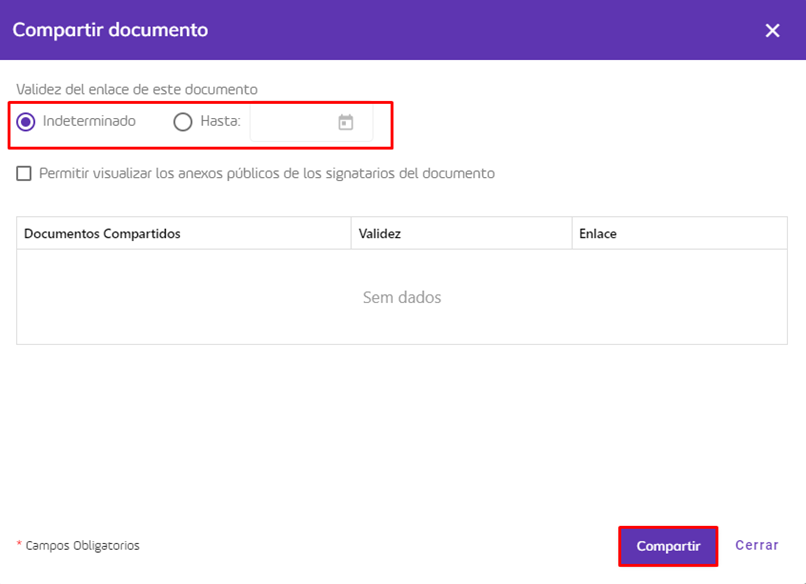 Compartir documento
Validez del enlace de este documento
Indeterminado Hasta:
Permitir visualizar los anexos públicos de los signatarios del documento
Documentos Compartidos Validez Enlace
Sem dados
* Campos Obligatorios Compartir Cerrar